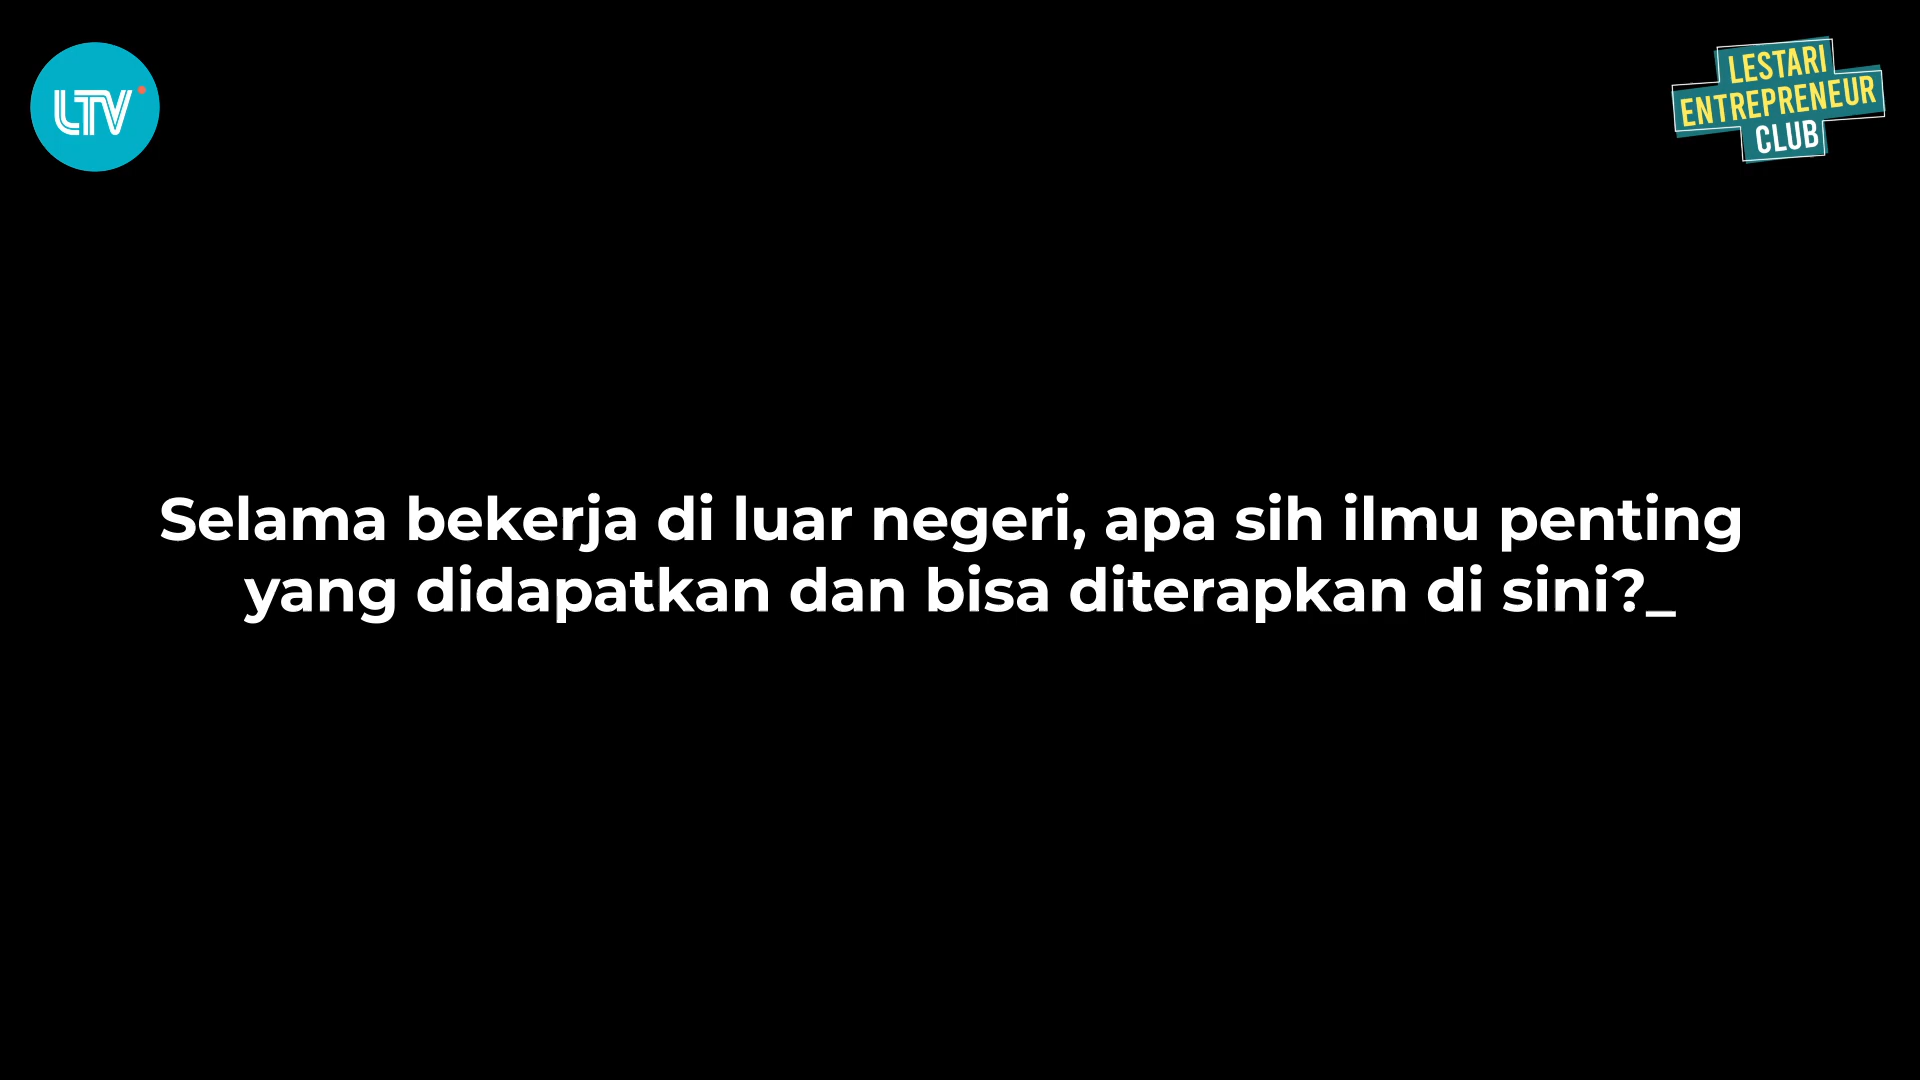 LTV
LESTARI
ENTREPRENEUR
CLUB
Selama bekerja di luar negeri, apa sih ilmu penting
yang didapatkan dan bisa diterapkan di sini?_